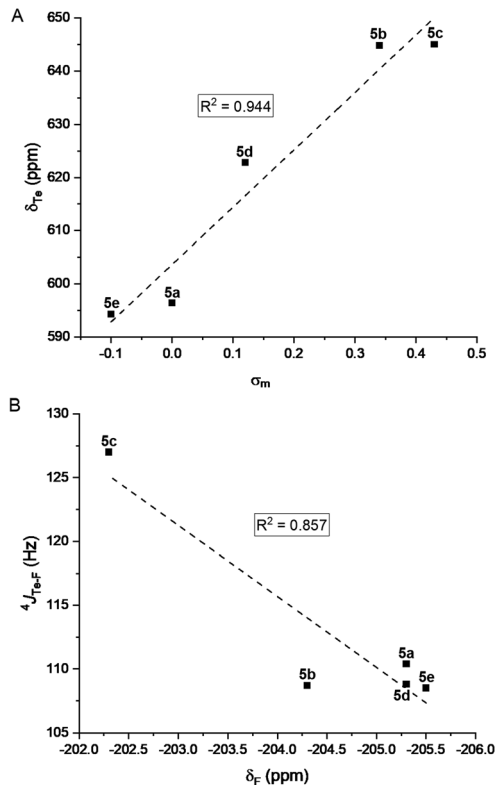 A
650
640
630
620
610
600
590
δTe (ppm)
R² = 0.944
5b
5c
5d
5e
5a
-0.1
0.0
0.1
0.2
0.3
0.4
0.5
σm
B
130
125
120
115
110
105
⁴JTe-F (Hz)
5c
R² = 0.857
5b
5a
5d
5e
-202.0
-202.5
-203.0
-203.5
-204.0
-204.5
-205.0
-205.5
-206.0
δF (ppm)